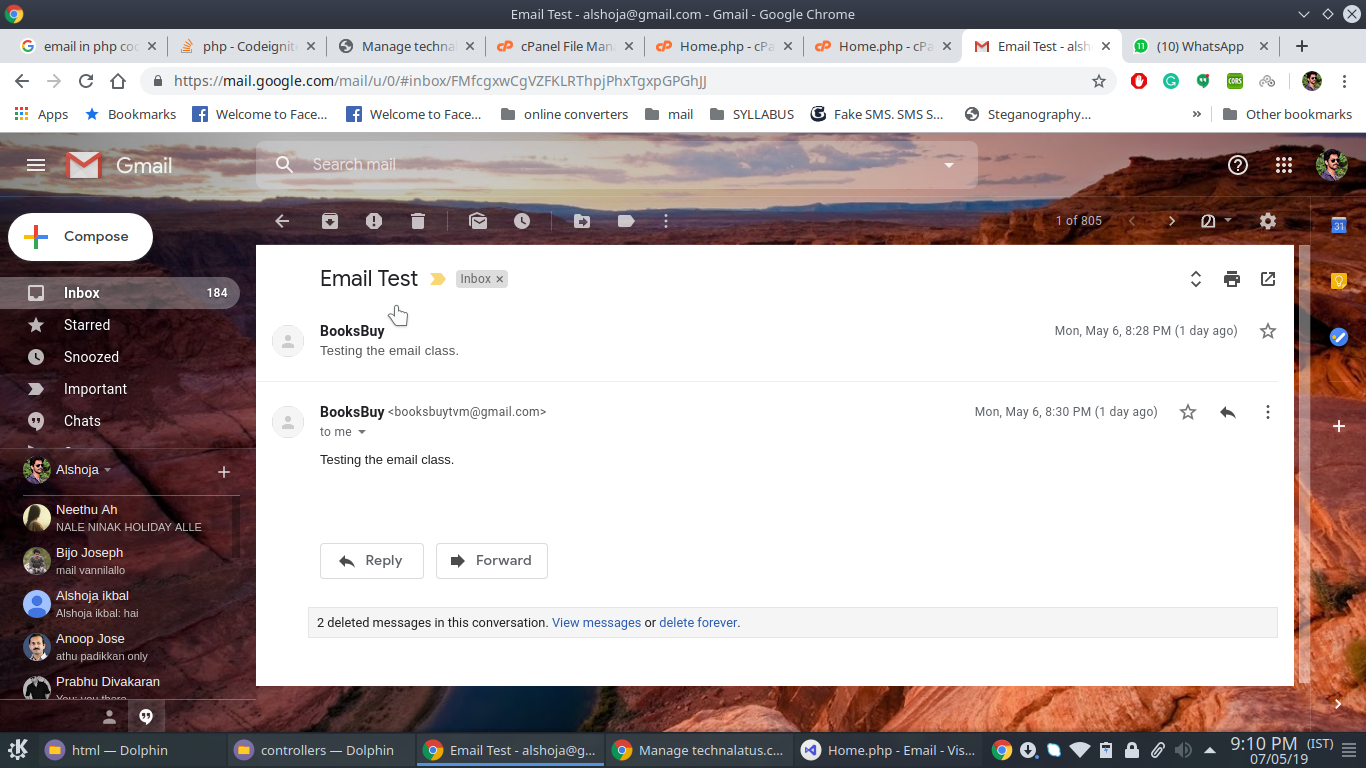 Email Test - alshoja@gmail.com - Gmail - Google Chrome
email in php co
php - Codeignit
Manage techna
cPanel File Man
Home.php - cPa
Home.php - cPa
Email Test - alsh
(10) WhatsApp
https://mail.google.com/mail/u/0/#inbox/FMfcgxwCgVZFKLRThpjPhxTgxpGPGhJJ
Apps
Bookmarks
Welcome to Face...
Welcome to Face...
online converters
mail
SYLLABUS
Fake SMS. SMS S...
Steganography...
»
Other bookmarks
Gmail
Search mail
1 of 805
Compose
31
Email Test
Inbox ×
Inbox 184
Starred
Snoozed
Important
Chats
BooksBuy
Mon, May 6, 8:28 PM (1 day ago)
Testing the email class.
BooksBuy <booksbuytvm@gmail.com>
Mon, May 6, 8:30 PM (1 day ago)
to me
Testing the email class.
Alshoja
Neethu Ah
NALE NINAK HOLIDAY ALLE
Bijo Joseph
mail vannilallo
Alshoja ikbal
Alshoja ikbal: hai
Anoop Jose
athu padikkan only
Prabhu Divakaran
You: you there
Reply
Forward
2 deleted messages in this conversation. View messages or delete forever.
html — Dolphin
controllers — Dolphin
Email Test - alshoja@g...
Manage technalatus.c...
Home.php - Email - Vis...
9:10 PM (IST)
07/05/19